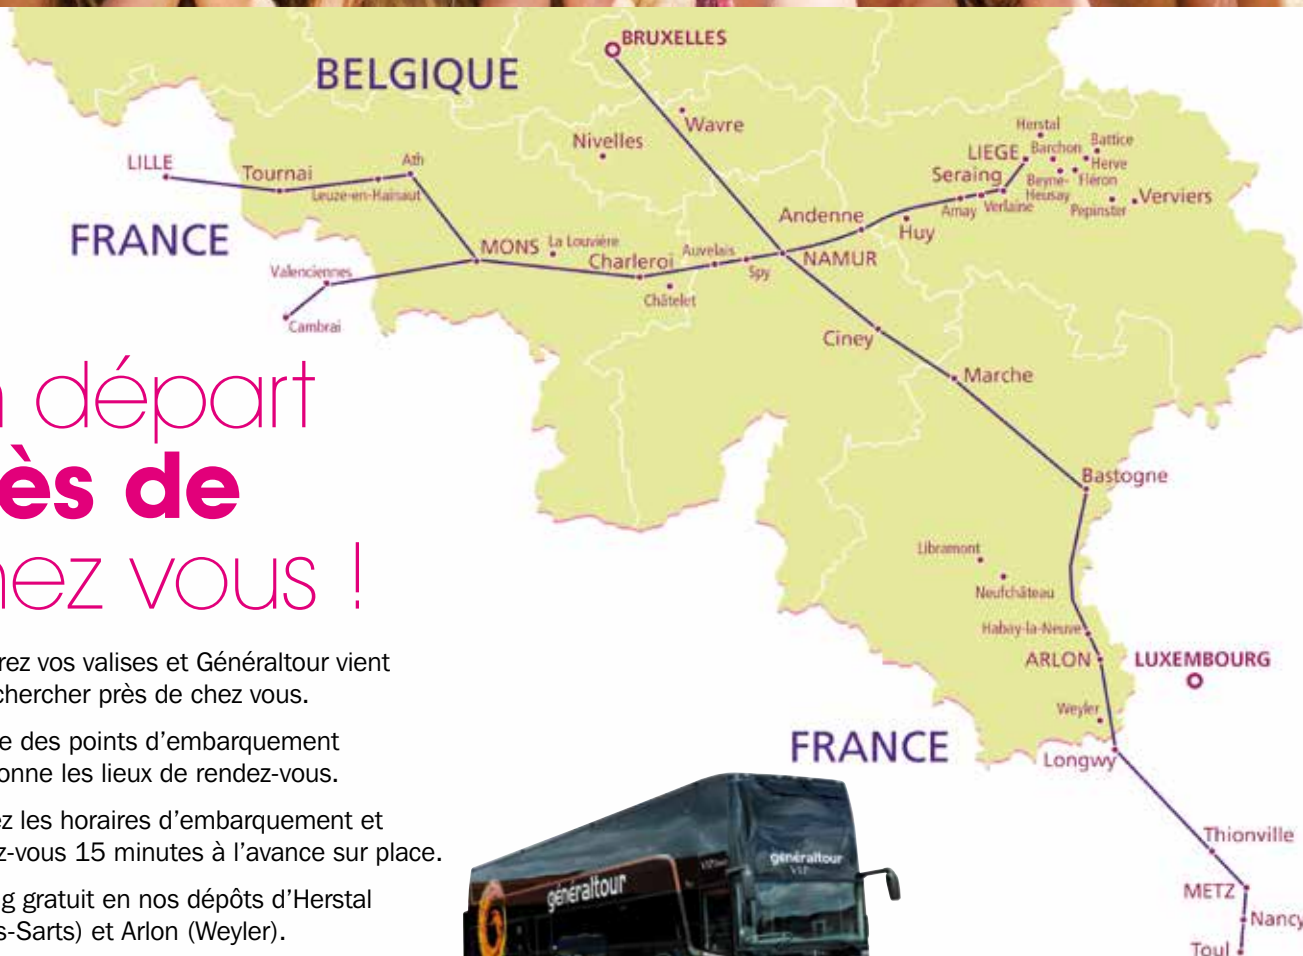 BRUXELLES
BELGIQUE
Wavre
Nivelles
Herstal
Battice
LIEGE
Barchon
Herve
LILLE
Tournai
Ath
Seraing
Beyne-
Heusay
Fléron
Leuze-en-Hainaut
Amay
Verlaine
Pepinster
Verviers
Andenne
Huy
FRANCE
MONS
La Louvière
Charleroi
Auvelais
Spy
NAMUR
Valenciennes
Châtelet
Cambrai
Ciney
Marche
Bastogne
Libramont
Neufchâteau
Habay-la-Neuve
ARLON
LUXEMBOURG
Weyler
FRANCE
Longwy
Thionville
METZ
Nancy
Toul
n départ
ès de
nez vous !
rez vos valises et Généraltour vient
chercher près de chez vous.
e des points d'embarquement
onne les lieux de rendez-vous.
ez les horaires d'embarquement et
z-vous 15 minutes à l'avance sur place.
g gratuit en nos dépôts d'Herstal
s-Sarts) et Arlon (Weyler).
généraltour
généraltour
VIP